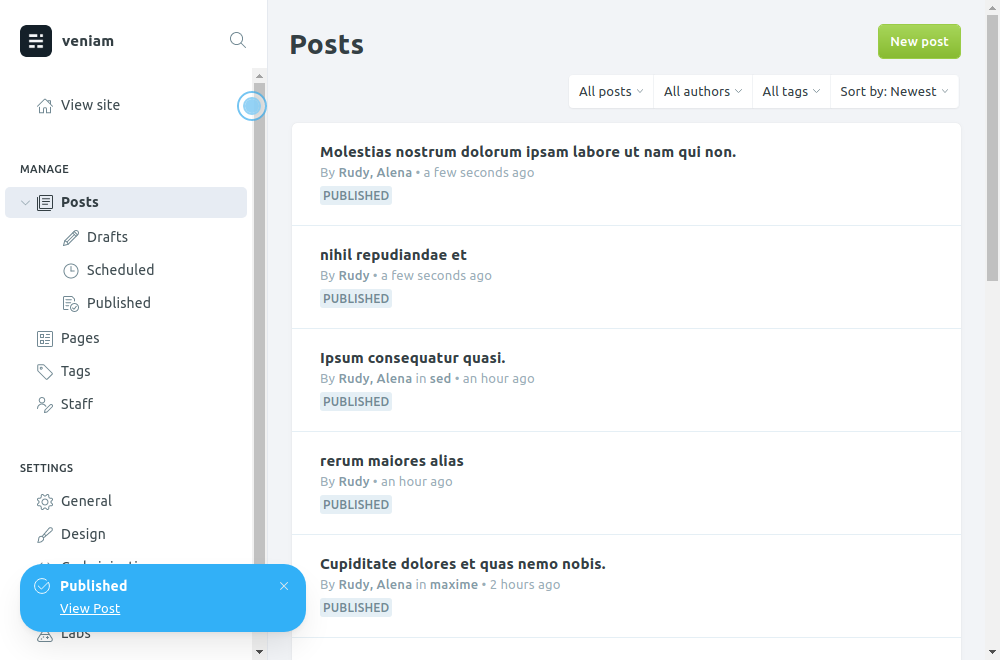 veniam
View site
MANAGE
Posts
Drafts
Scheduled
Published
Pages
Tags
Staff
SETTINGS
General
Design
Labs
Published
View Post
Posts
New post
All posts
All authors
All tags
Sort by: Newest
Molestias nostrum dolorum ipsam labore ut nam qui non.
By Rudy, Alena • a few seconds ago
PUBLISHED
nihil repudiandae et
By Rudy • a few seconds ago
PUBLISHED
Ipsum consequatur quasi.
By Rudy, Alena in sed • an hour ago
PUBLISHED
rerum maiores alias
By Rudy • an hour ago
PUBLISHED
Cupiditate dolores et quas nemo nobis.
By Rudy, Alena in maxime • 2 hours ago
PUBLISHED